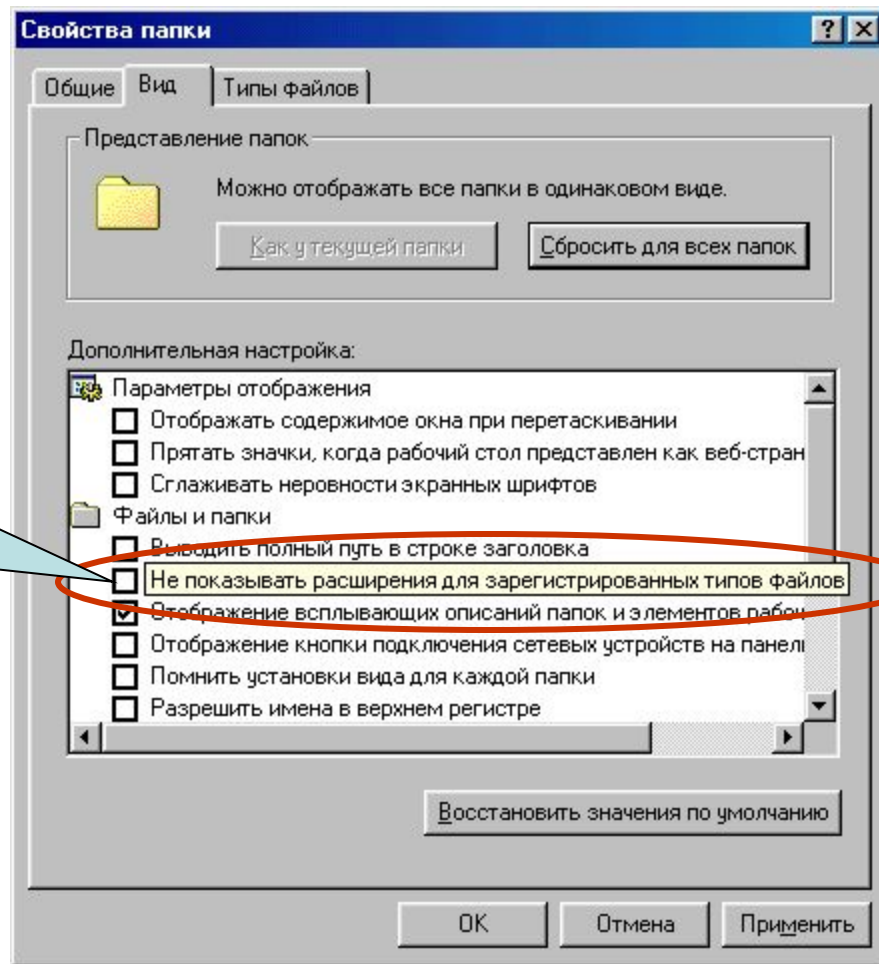 Свойства папки
Общие Вид Типы файлов
Представление папок
Можно отображать все папки в одинаковом виде.
Как у текущей папки Сбросить для всех папок
Дополнительная настройка:
Параметры отображения
Отображать содержимое окна при перетаскивании
Прятать значки, когда рабочий стол представлен как веб-стран
Сглаживать неровности экранных шрифтов
Файлы и папки
Выводить полный путь в строке заголовка
Не показывать расширения для зарегистрированных типов файлов
Отображение всплывающих описаний папок и элементов рабоч
Отображение кнопки подключения сетевых устройств на панел
Помнить установки вида для каждой папки
Разрешить имена в верхнем регистре
Восстановить значения по умолчанию
OK Отмена Применить